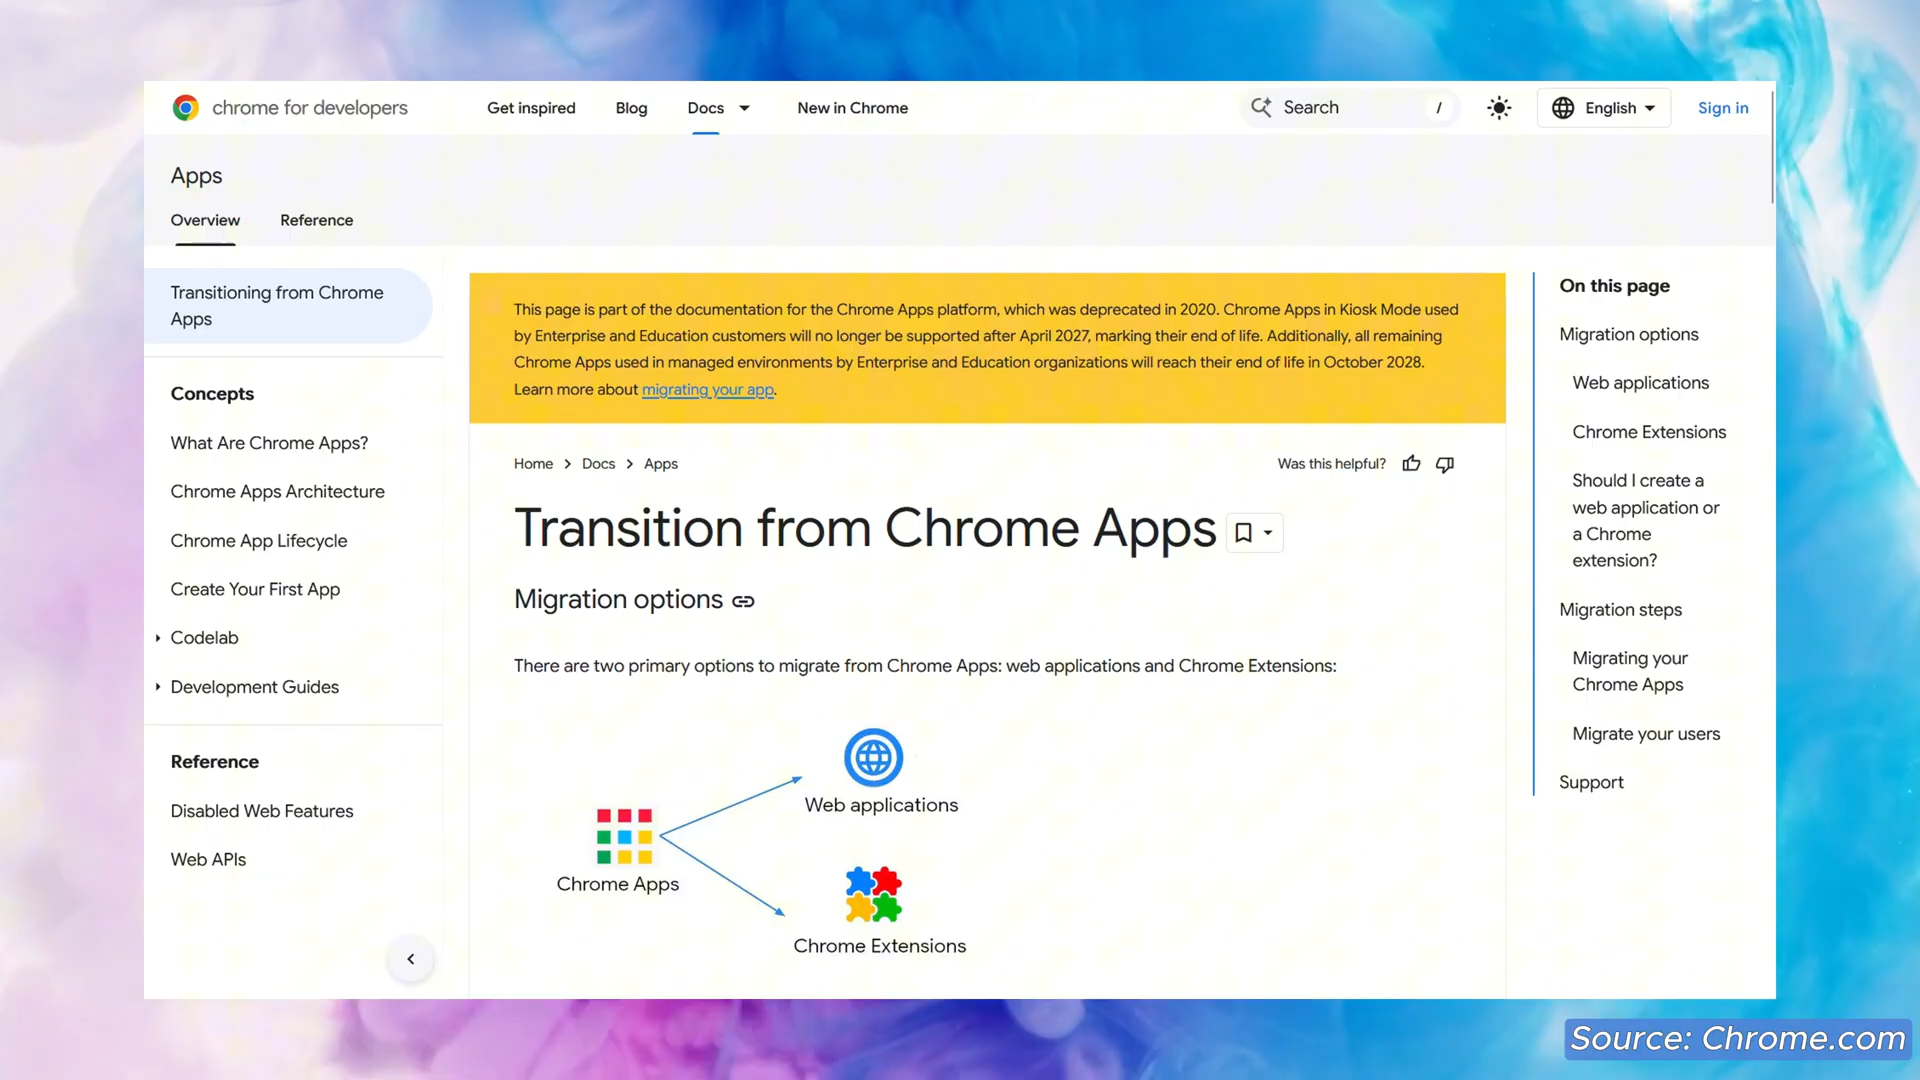 chrome for developers
Get inspired
Blog
Docs
New in Chrome
Search
/
English
Sign in
Apps
Overview
Reference
Transitioning from Chrome
Apps
Concepts
What Are Chrome Apps?
Chrome Apps Architecture
Chrome App Lifecycle
Create Your First App
Codelab
Development Guides
Reference
Disabled Web Features
Web APIs
This page is part of the documentation for the Chrome Apps platform, which was deprecated in 2020. Chrome Apps in Kiosk Mode used
by Enterprise and Education customers will no longer be supported after April 2027, marking their end of life. Additionally, all remaining
Chrome Apps used in managed environments by Enterprise and Education organizations will reach their end of life in October 2028.
Learn more about migrating your app.
Home > Docs > Apps
Was this helpful?
Transition from Chrome Apps
Migration options
There are two primary options to migrate from Chrome Apps: web applications and Chrome Extensions:
Web applications
Chrome Apps
Chrome Extensions
On this page
Migration options
Web applications
Chrome Extensions
Should I create a
web application or
a Chrome
extension?
Migration steps
Migrating your
Chrome Apps
Migrate your users
Support
Source: Chrome.com